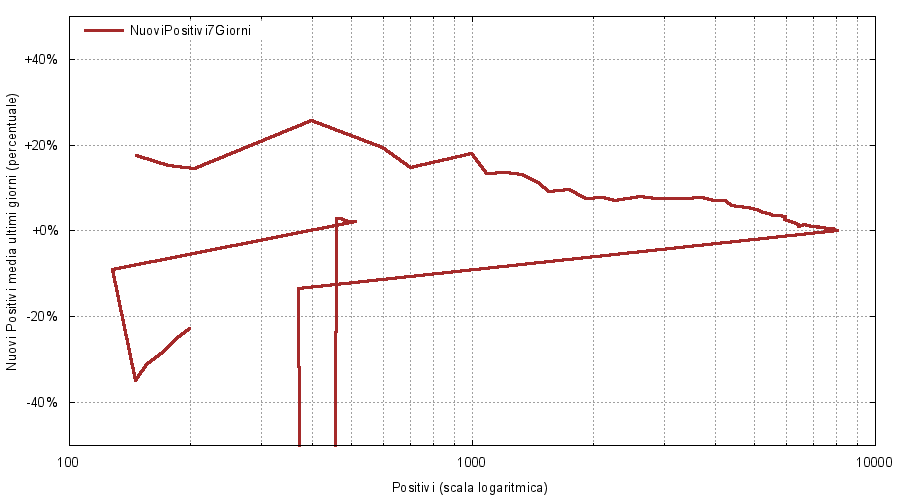 NuoviPositivi7Giorni
+40%
+20%
+0%
-20%
-40%
Nuovi Positivi media ultimi giorni (percentuale)
100
1000
10000
Positivi (scala logaritmica)